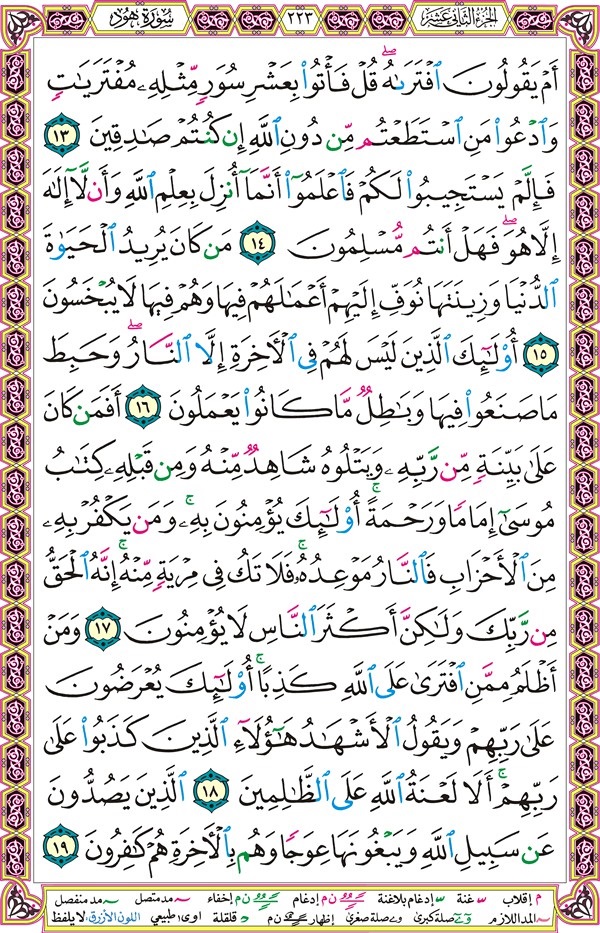 الجزء الثاني عشر ٢٢٣ سورة هود
أَمْ يَقُولُونَ ٱفْتَرَىٰهُ ۖ قُلْ فَأْتُوا۟ بِعَشْرِ سُوَرٍ مِّثْلِهِۦ مُفْتَرَيَـٰتٍ
وَٱدْعُوا۟ مَنِ ٱسْتَطَعْتُم مِّن دُونِ ٱللَّهِ إِن كُنتُمْ صَـٰدِقِينَ ١٣
فَإِلَّمْ يَسْتَجِيبُوا۟ لَكُمْ فَٱعْلَمُوٓا۟ أَنَّمَآ أُنزِلَ بِعِلْمِ ٱللَّهِ وَأَن لَّآ إِلَـٰهَ
إِلَّا هُوَ ۖ فَهَلْ أَنتُم مُّسْلِمُونَ ١٤ مَن كَانَ يُرِيدُ ٱلْحَيَوٰةَ
ٱلدُّنْيَا وَزِينَتَهَا نُوَفِّ إِلَيْهِمْ أَعْمَـٰلَهُمْ فِيهَا وَهُمْ فِيهَا لَا يُبْخَسُونَ
١٥ أُو۟لَـٰٓئِكَ ٱلَّذِينَ لَيْسَ لَهُمْ فِى ٱلْـَٔاخِرَةِ إِلَّا ٱلنَّارُ ۖ وَحَبِطَ
مَا صَنَعُوا۟ فِيهَا وَبَـٰطِلٌ مَّا كَانُوا۟ يَعْمَلُونَ ١٦ أَفَمَن كَانَ
عَلَىٰ بَيِّنَةٍ مِّن رَّبِّهِۦ وَيَتْلُوهُ شَاهِدٌ مِّنْهُ وَمِن قَبْلِهِۦ كِتَـٰبُ
مُوسَىٰٓ إِمَامًا وَرَحْمَةً ۚ أُو۟لَـٰٓئِكَ يُؤْمِنُونَ بِهِۦ ۚ وَمَن يَكْفُرْ بِهِۦ
مِنَ ٱلْأَحْزَابِ فَٱلنَّارُ مَوْعِدُهُۥ ۚ فَلَا تَكُ فِى مِرْيَةٍ مِّنْهُ ۚ إِنَّهُ ٱلْحَقُّ
مِن رَّبِّكَ وَلَـٰكِنَّ أَكْثَرَ ٱلنَّاسِ لَا يُؤْمِنُونَ ١٧ وَمَنْ
أَظْلَمُ مِمَّنِ ٱفْتَرَىٰ عَلَى ٱللَّهِ كَذِبًا ۚ أُو۟لَـٰٓئِكَ يُعْرَضُونَ
عَلَىٰ رَبِّهِمْ وَيَقُولُ ٱلْأَشْهَـٰدُ هَـٰٓؤُلَآءِ ٱلَّذِينَ كَذَبُوا۟ عَلَىٰ
رَبِّهِمْ ۚ أَلَا لَعْنَةُ ٱللَّهِ عَلَى ٱلظَّـٰلِمِينَ ١٨ ٱلَّذِينَ يَصُدُّونَ
عَن سَبِيلِ ٱللَّهِ وَيَبْغُونَهَا عِوَجًا وَهُم بِٱلْـَٔاخِرَةِ هُمْ كَـٰفِرُونَ ١٩
م إقلاب س غنة س إدغام بلاغنة ن م إدغام ن م إخفاء مد متصل مد منفصل
المد اللازم صلة كبرى صلة صغرى إظهار ن م قلقلة اوى طبيعي اللون الأزرق لا يلفظ